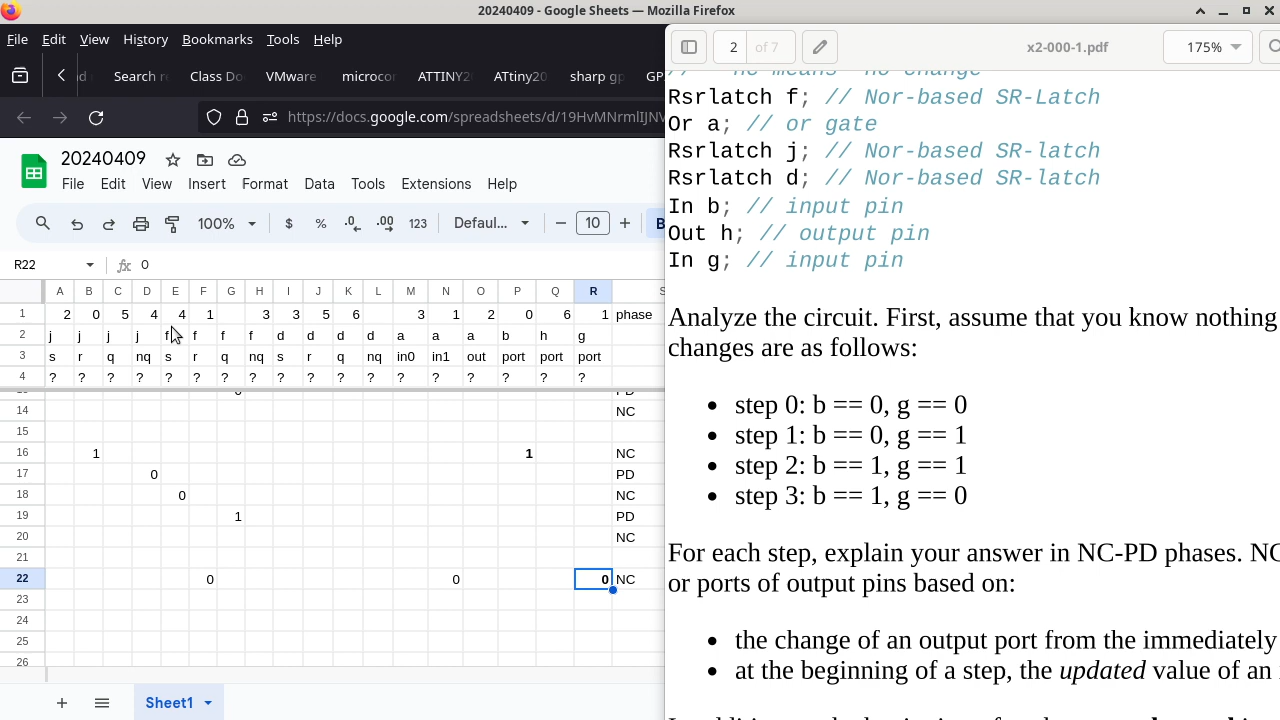 20240409 - Google Sheets — Mozilla Firefox
File Edit View History Bookmarks Tools Help
Search r Class Do VMware microcor ATTINY2 ATtiny20 sharp gp GP
https://docs.google.com/spreadsheets/d/19HvMNrmlIJNV
20240409
File Edit View Insert Format Data Tools Extensions Help
100% $ % .0 .00 123 Defaul... 10 B
R22 fx 0
A B C D E F G H I J K L M N O P Q R S
1 2 0 5 4 4 1 3 3 5 6 3 1 2 0 6 1 phase
2 j j j j f f f f d d d d a a a b h g
3 s r q nq s r q nq s r q nq in0 in1 out port port port
4 ? ? ? ? ? ? ? ? ? ? ? ? ? ? ? ? ? ?
14 NC
15
16 1 1 NC
17 0 PD
18 0 NC
19 1 PD
20 NC
21
22 0 0 0 NC
23
24
25
26
Sheet1
2 of 7 x2-000-1.pdf 175%
// "nc" means "no change"
Rsrlatch f; // Nor-based SR-Latch
Or a; // or gate
Rsrlatch j; // Nor-based SR-latch
Rsrlatch d; // Nor-based SR-latch
In b; // input pin
Out h; // output pin
In g; // input pin
Analyze the circuit. First, assume that you know nothing
changes are as follows:
• step 0: b == 0, g == 0
• step 1: b == 0, g == 1
• step 2: b == 1, g == 1
• step 3: b == 1, g == 0
For each step, explain your answer in NC-PD phases. NC
or ports of output pins based on:
• the change of an output port from the immediately
• at the beginning of a step, the updated value of an